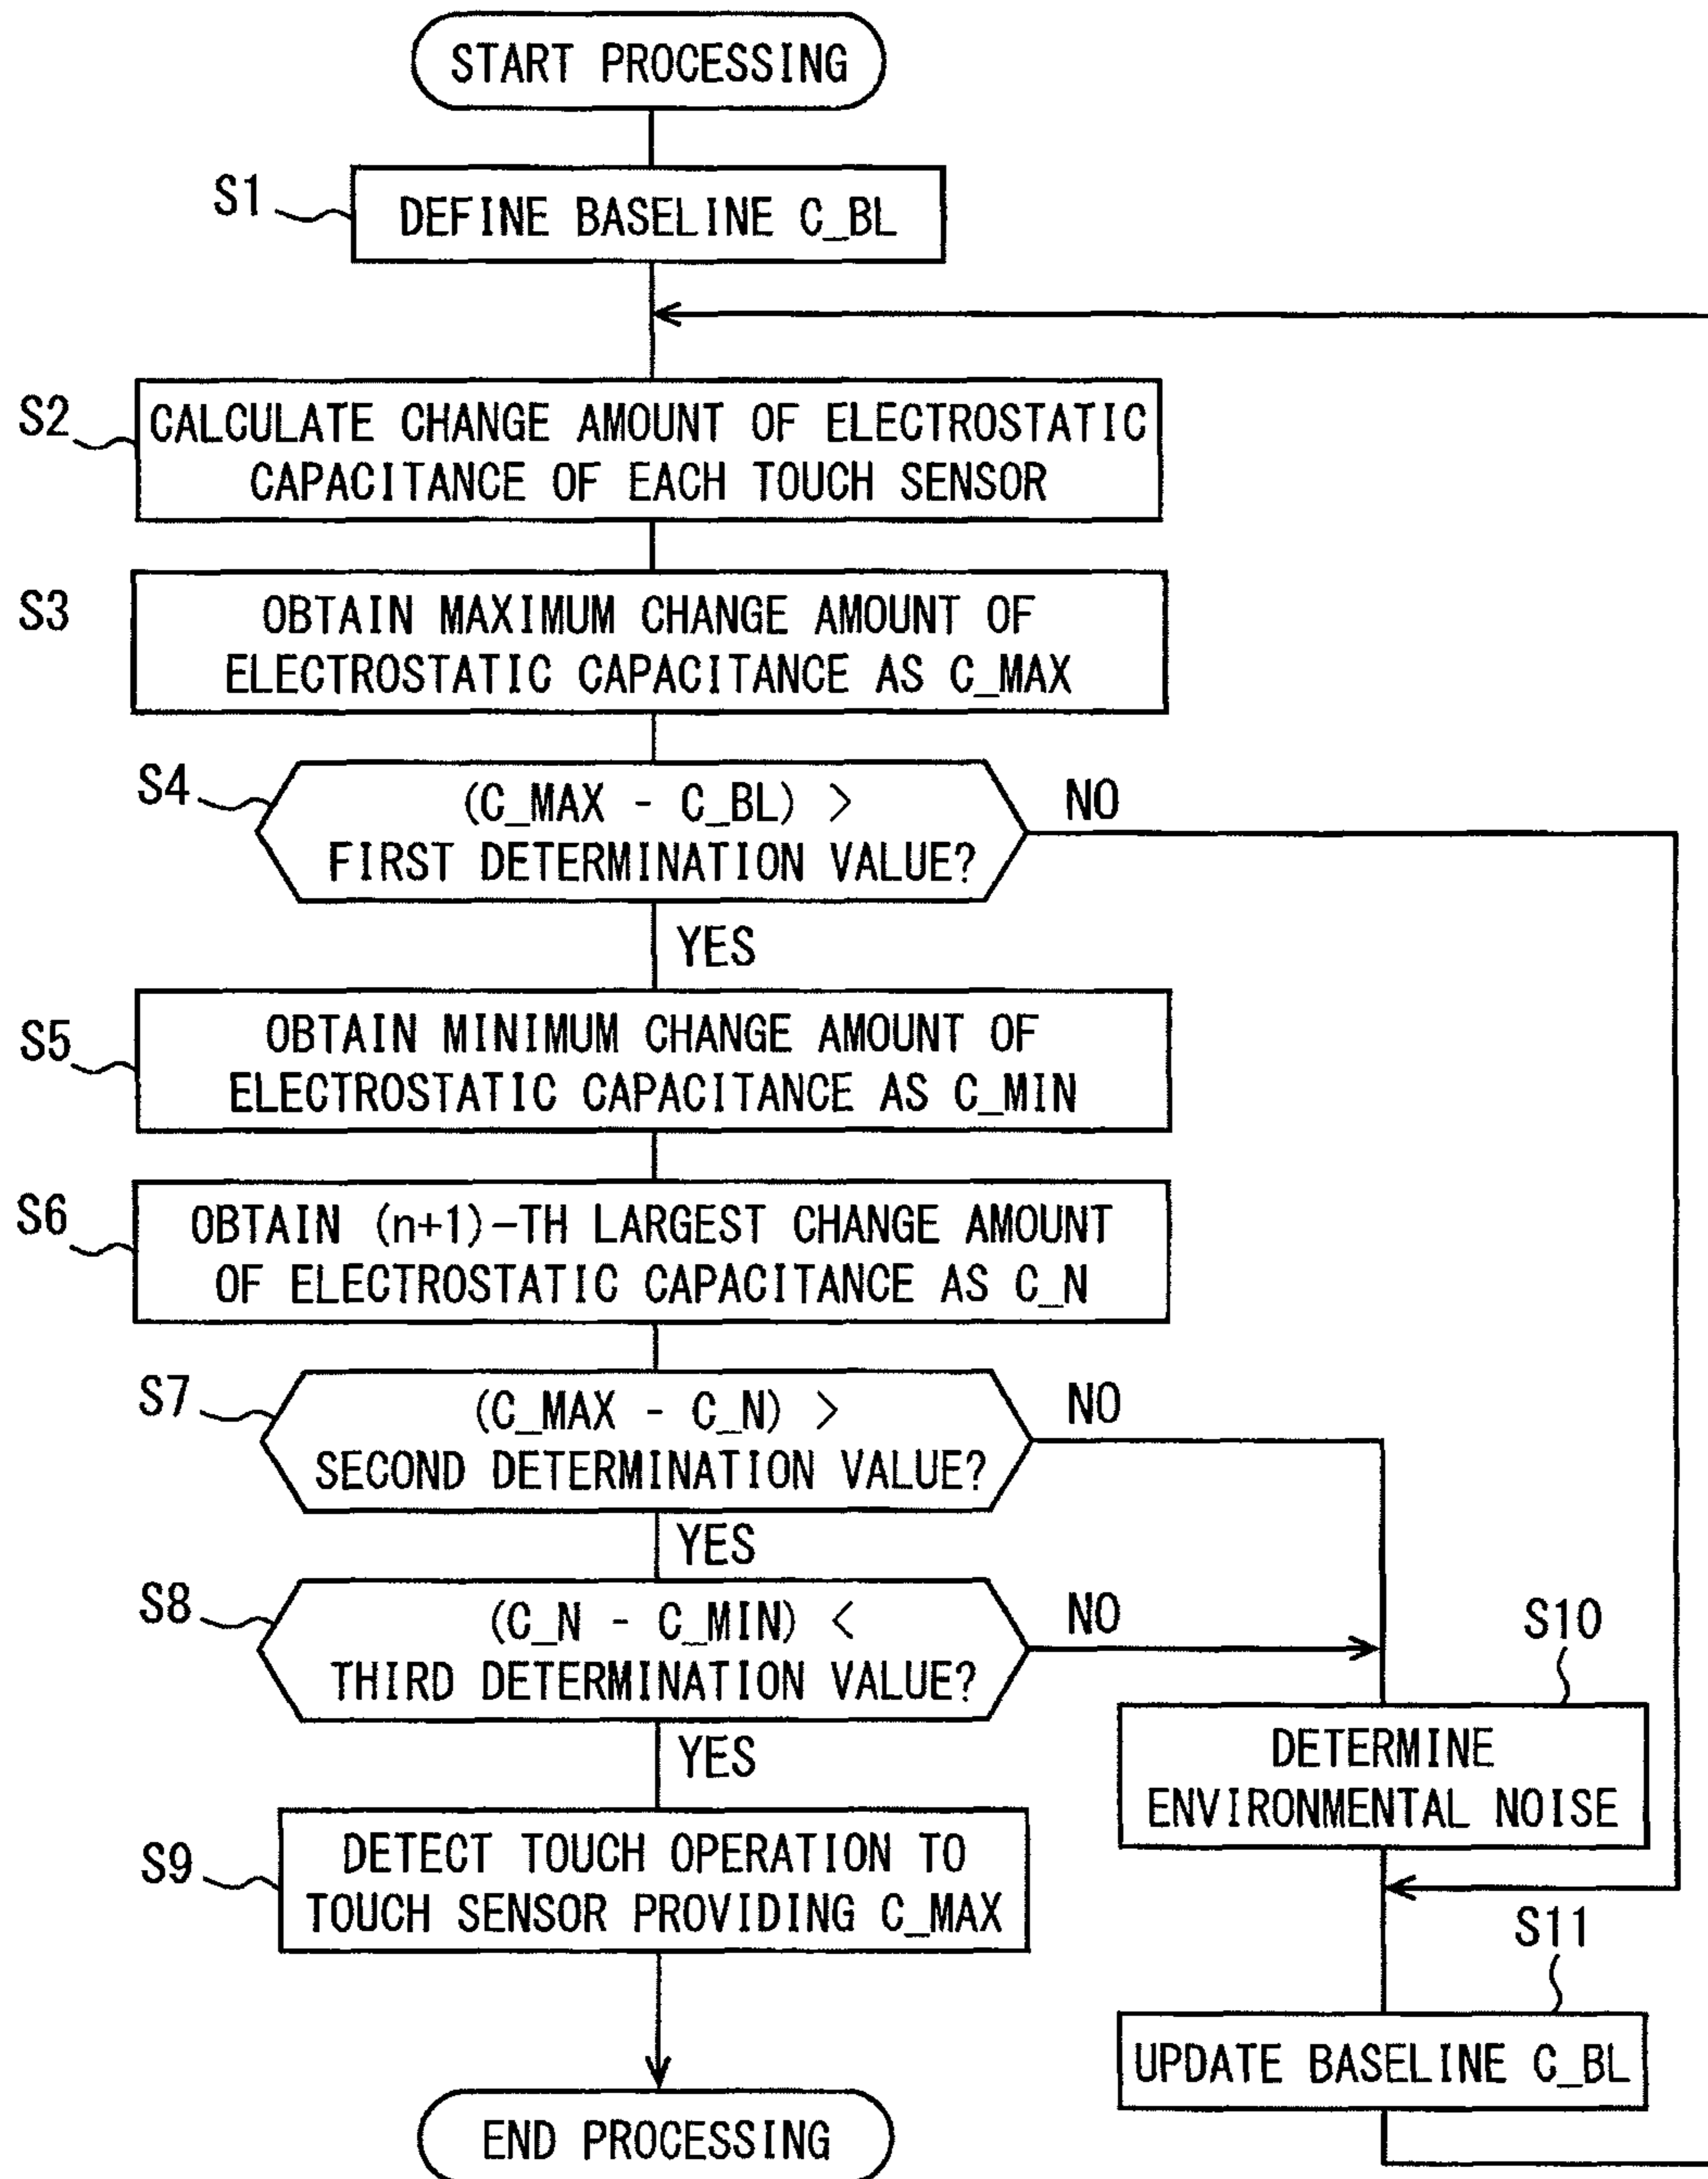 START PROCESSING
S1
DEFINE BASELINE C_BL
S2
CALCULATE CHANGE AMOUNT OF ELECTROSTATIC
CAPACITANCE OF EACH TOUCH SENSOR
S3
OBTAIN MAXIMUM CHANGE AMOUNT OF
ELECTROSTATIC CAPACITANCE AS C_MAX
S4
(C_MAX - C_BL) >
FIRST DETERMINATION VALUE?
NO
YES
S5
OBTAIN MINIMUM CHANGE AMOUNT OF
ELECTROSTATIC CAPACITANCE AS C_MIN
S6
OBTAIN (n+1)-TH LARGEST CHANGE AMOUNT
OF ELECTROSTATIC CAPACITANCE AS C_N
S7
(C_MAX - C_N) >
SECOND DETERMINATION VALUE?
NO
YES
S8
(C_N - C_MIN) <
THIRD DETERMINATION VALUE?
NO
YES
S10
DETERMINE
ENVIRONMENTAL NOISE
S9
DETECT TOUCH OPERATION TO
TOUCH SENSOR PROVIDING C_MAX
S11
UPDATE BASELINE C_BL
END PROCESSING